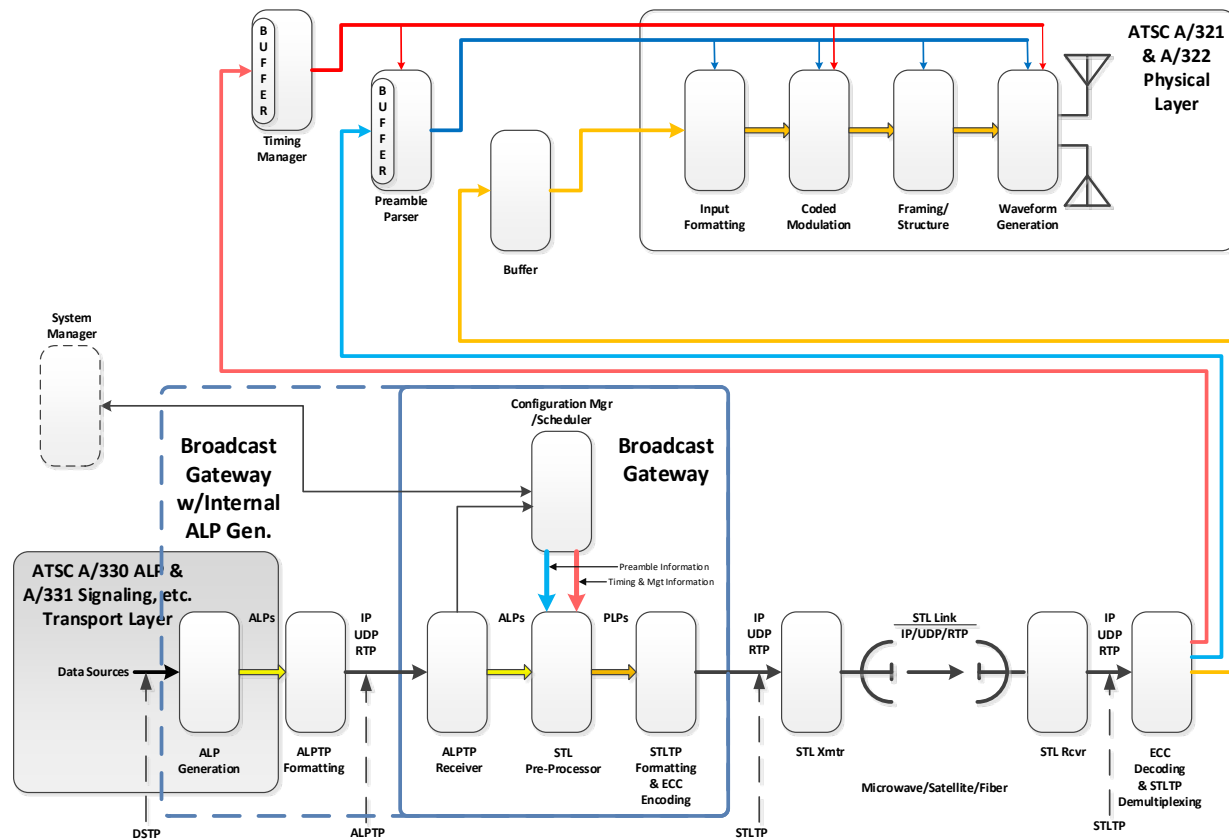 B
U
F
F
E
R
Timing
Manager
B
U
F
F
E
R
Preamble
Parser
Buffer
ATSC A/321
& A/322
Physical
Layer
Input
Formatting
Coded
Modulation
Framing/
Structure
Waveform
Generation
System
Manager
Broadcast
Gateway
w/Internal
ALP Gen.
Configuration Mgr
/Scheduler
Broadcast
Gateway
Preamble Information
Timing & Mgt Information
ATSC A/330 ALP &
A/331 Signaling, etc.
Transport Layer
Data Sources
ALPs
IP
UDP
RTP
ALPs
PLPs
IP
UDP
RTP
STL Link
IP/UDP/RTP
IP
UDP
RTP
ALP
Generation
ALPTP
Formatting
ALPTP
Receiver
STL
Pre-Processor
STLTP
Formatting
& ECC
Encoding
STL Xmtr
Microwave/Satellite/Fiber
STL Rcvr
ECC
Decoding
& STLTP
Demultiplexing
DSTP
ALPTP
STLTP
STLTP